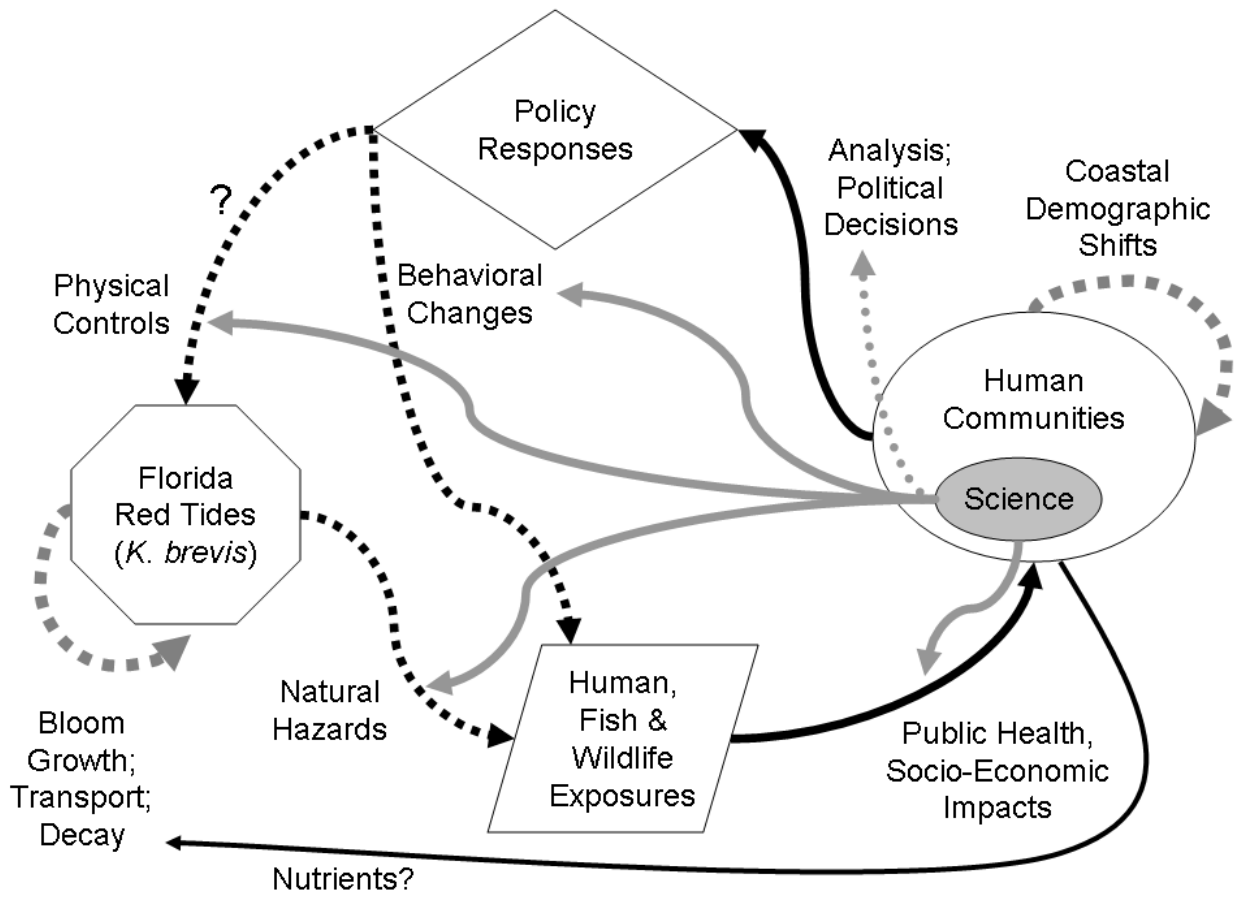 Policy
Responses
Analysis;
Political
Decisions
Coastal
Demographic
Shifts
?
Physical
Controls
Behavioral
Changes
Human
Communities
Science
Florida
Red Tides
(K. brevis)
Natural
Hazards
Human,
Fish &
Wildlife
Exposures
Public Health,
Socio-Economic
Impacts
Bloom
Growth;
Transport;
Decay
Nutrients?